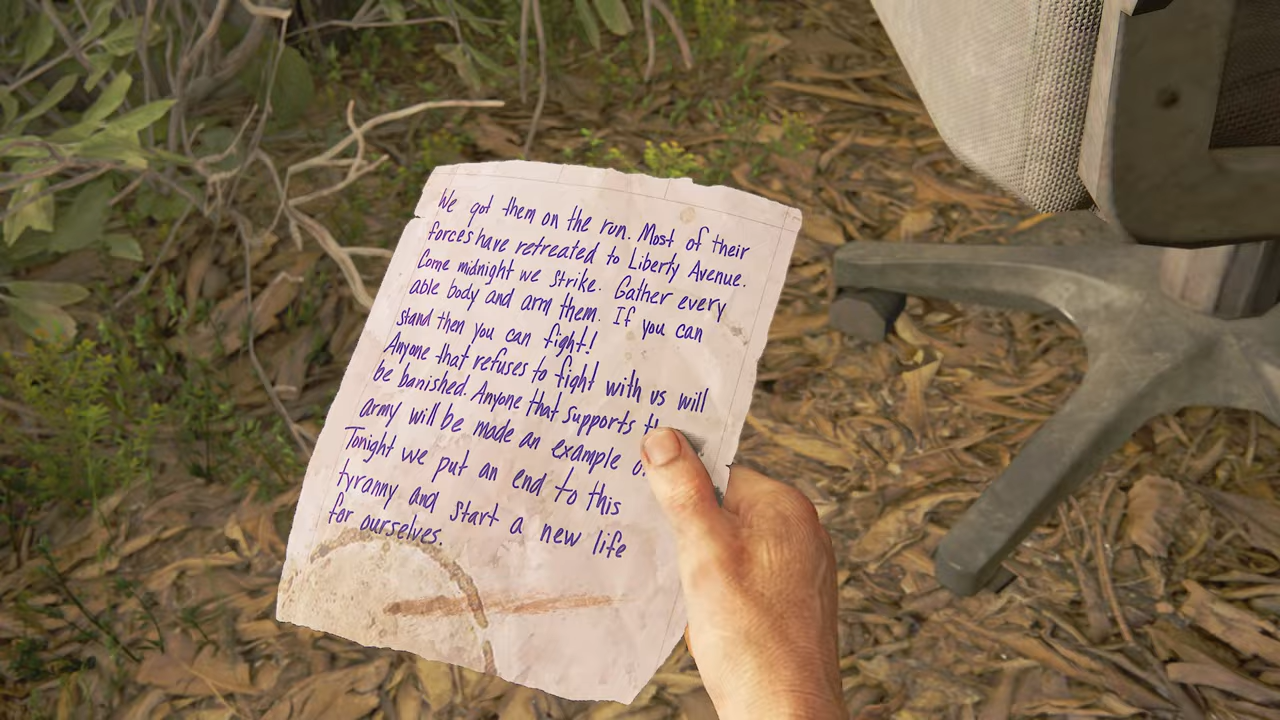 We got them on the run. Most of their
forces have retreated to Liberty Avenue.
Come midnight we strike. Gather every
able body and arm them. If you can
stand then you can fight!
Anyone that refuses to fight with us will
be banished. Anyone that supports
army will be made an example
Tonight we put an end to this
tyranny and start a new life
for ourselves.